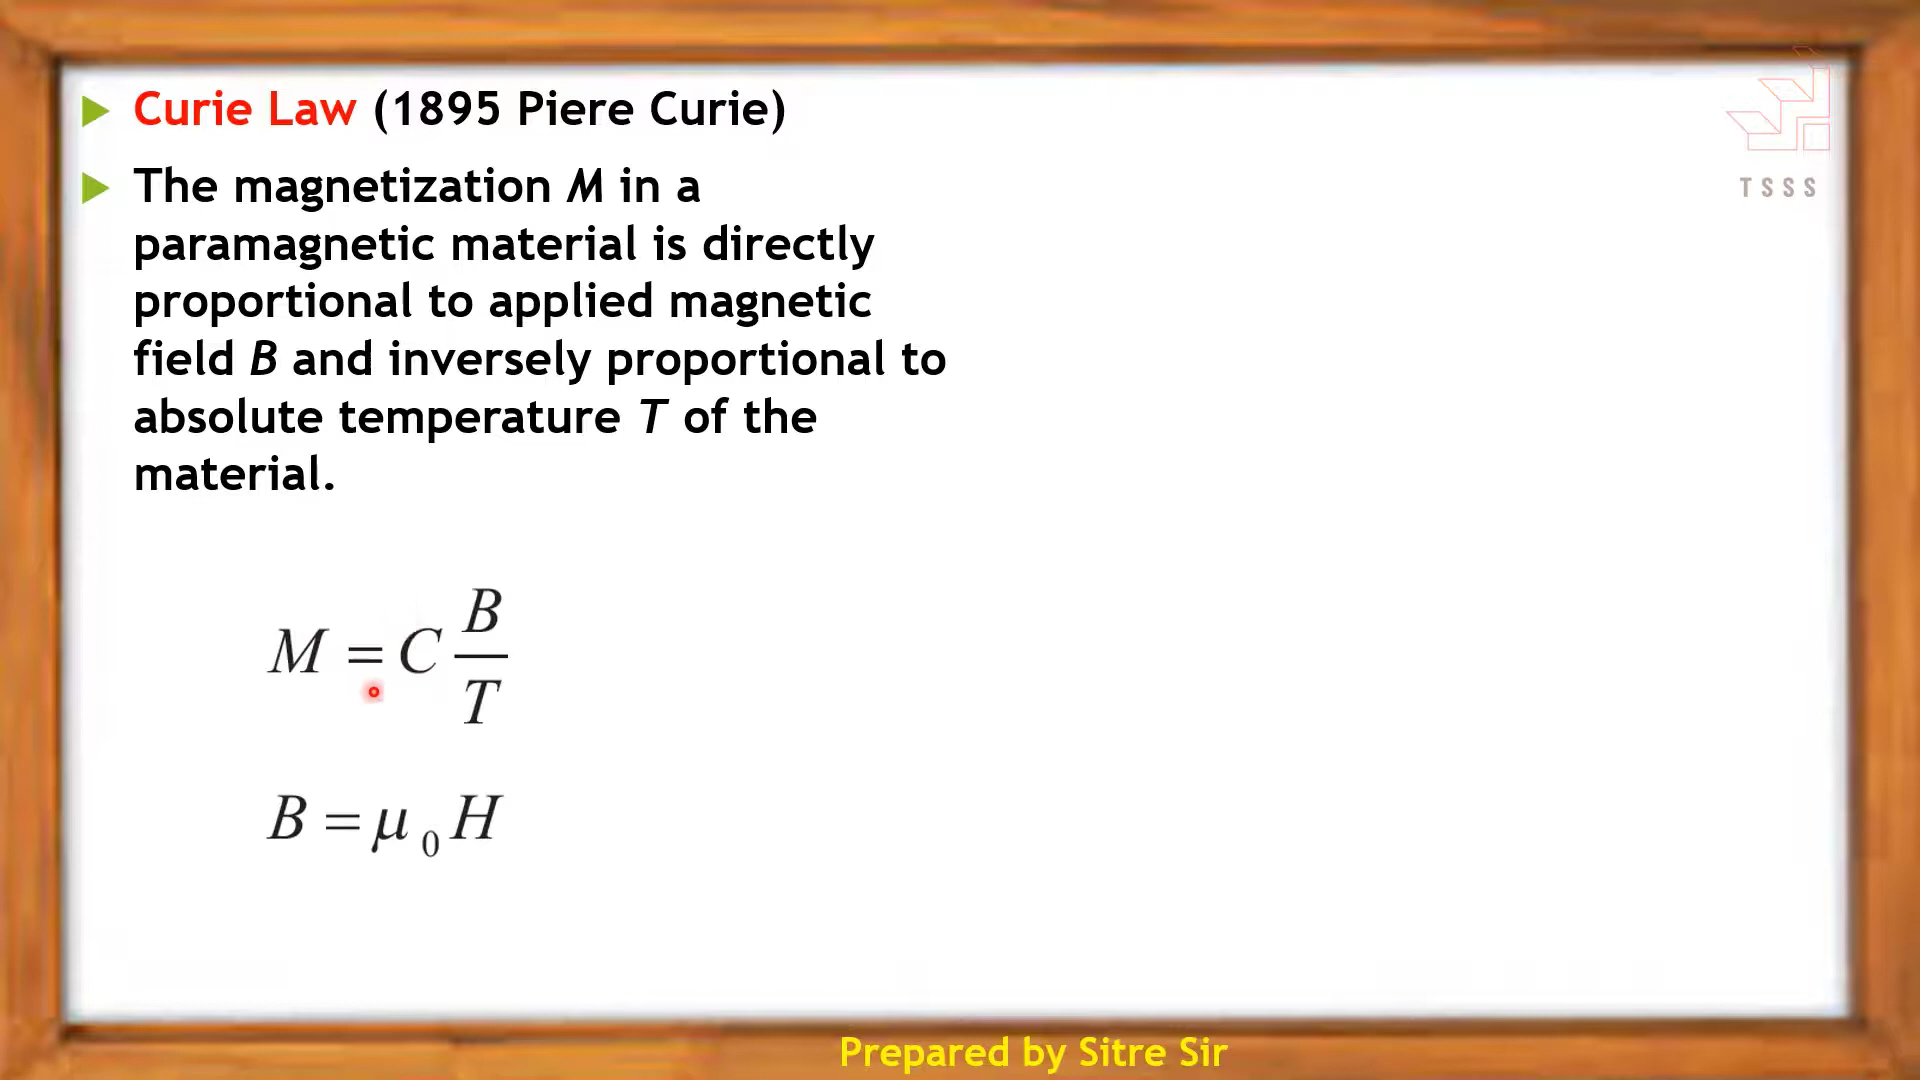 Curie Law (1895 Piere Curie)
TSSS
The magnetization M in a
paramagnetic material is directly
proportional to applied magnetic
field B and inversely proportional to
absolute temperature T of the
material.
M = C B/T
B = μ₀H
Prepared by Sitre Sir